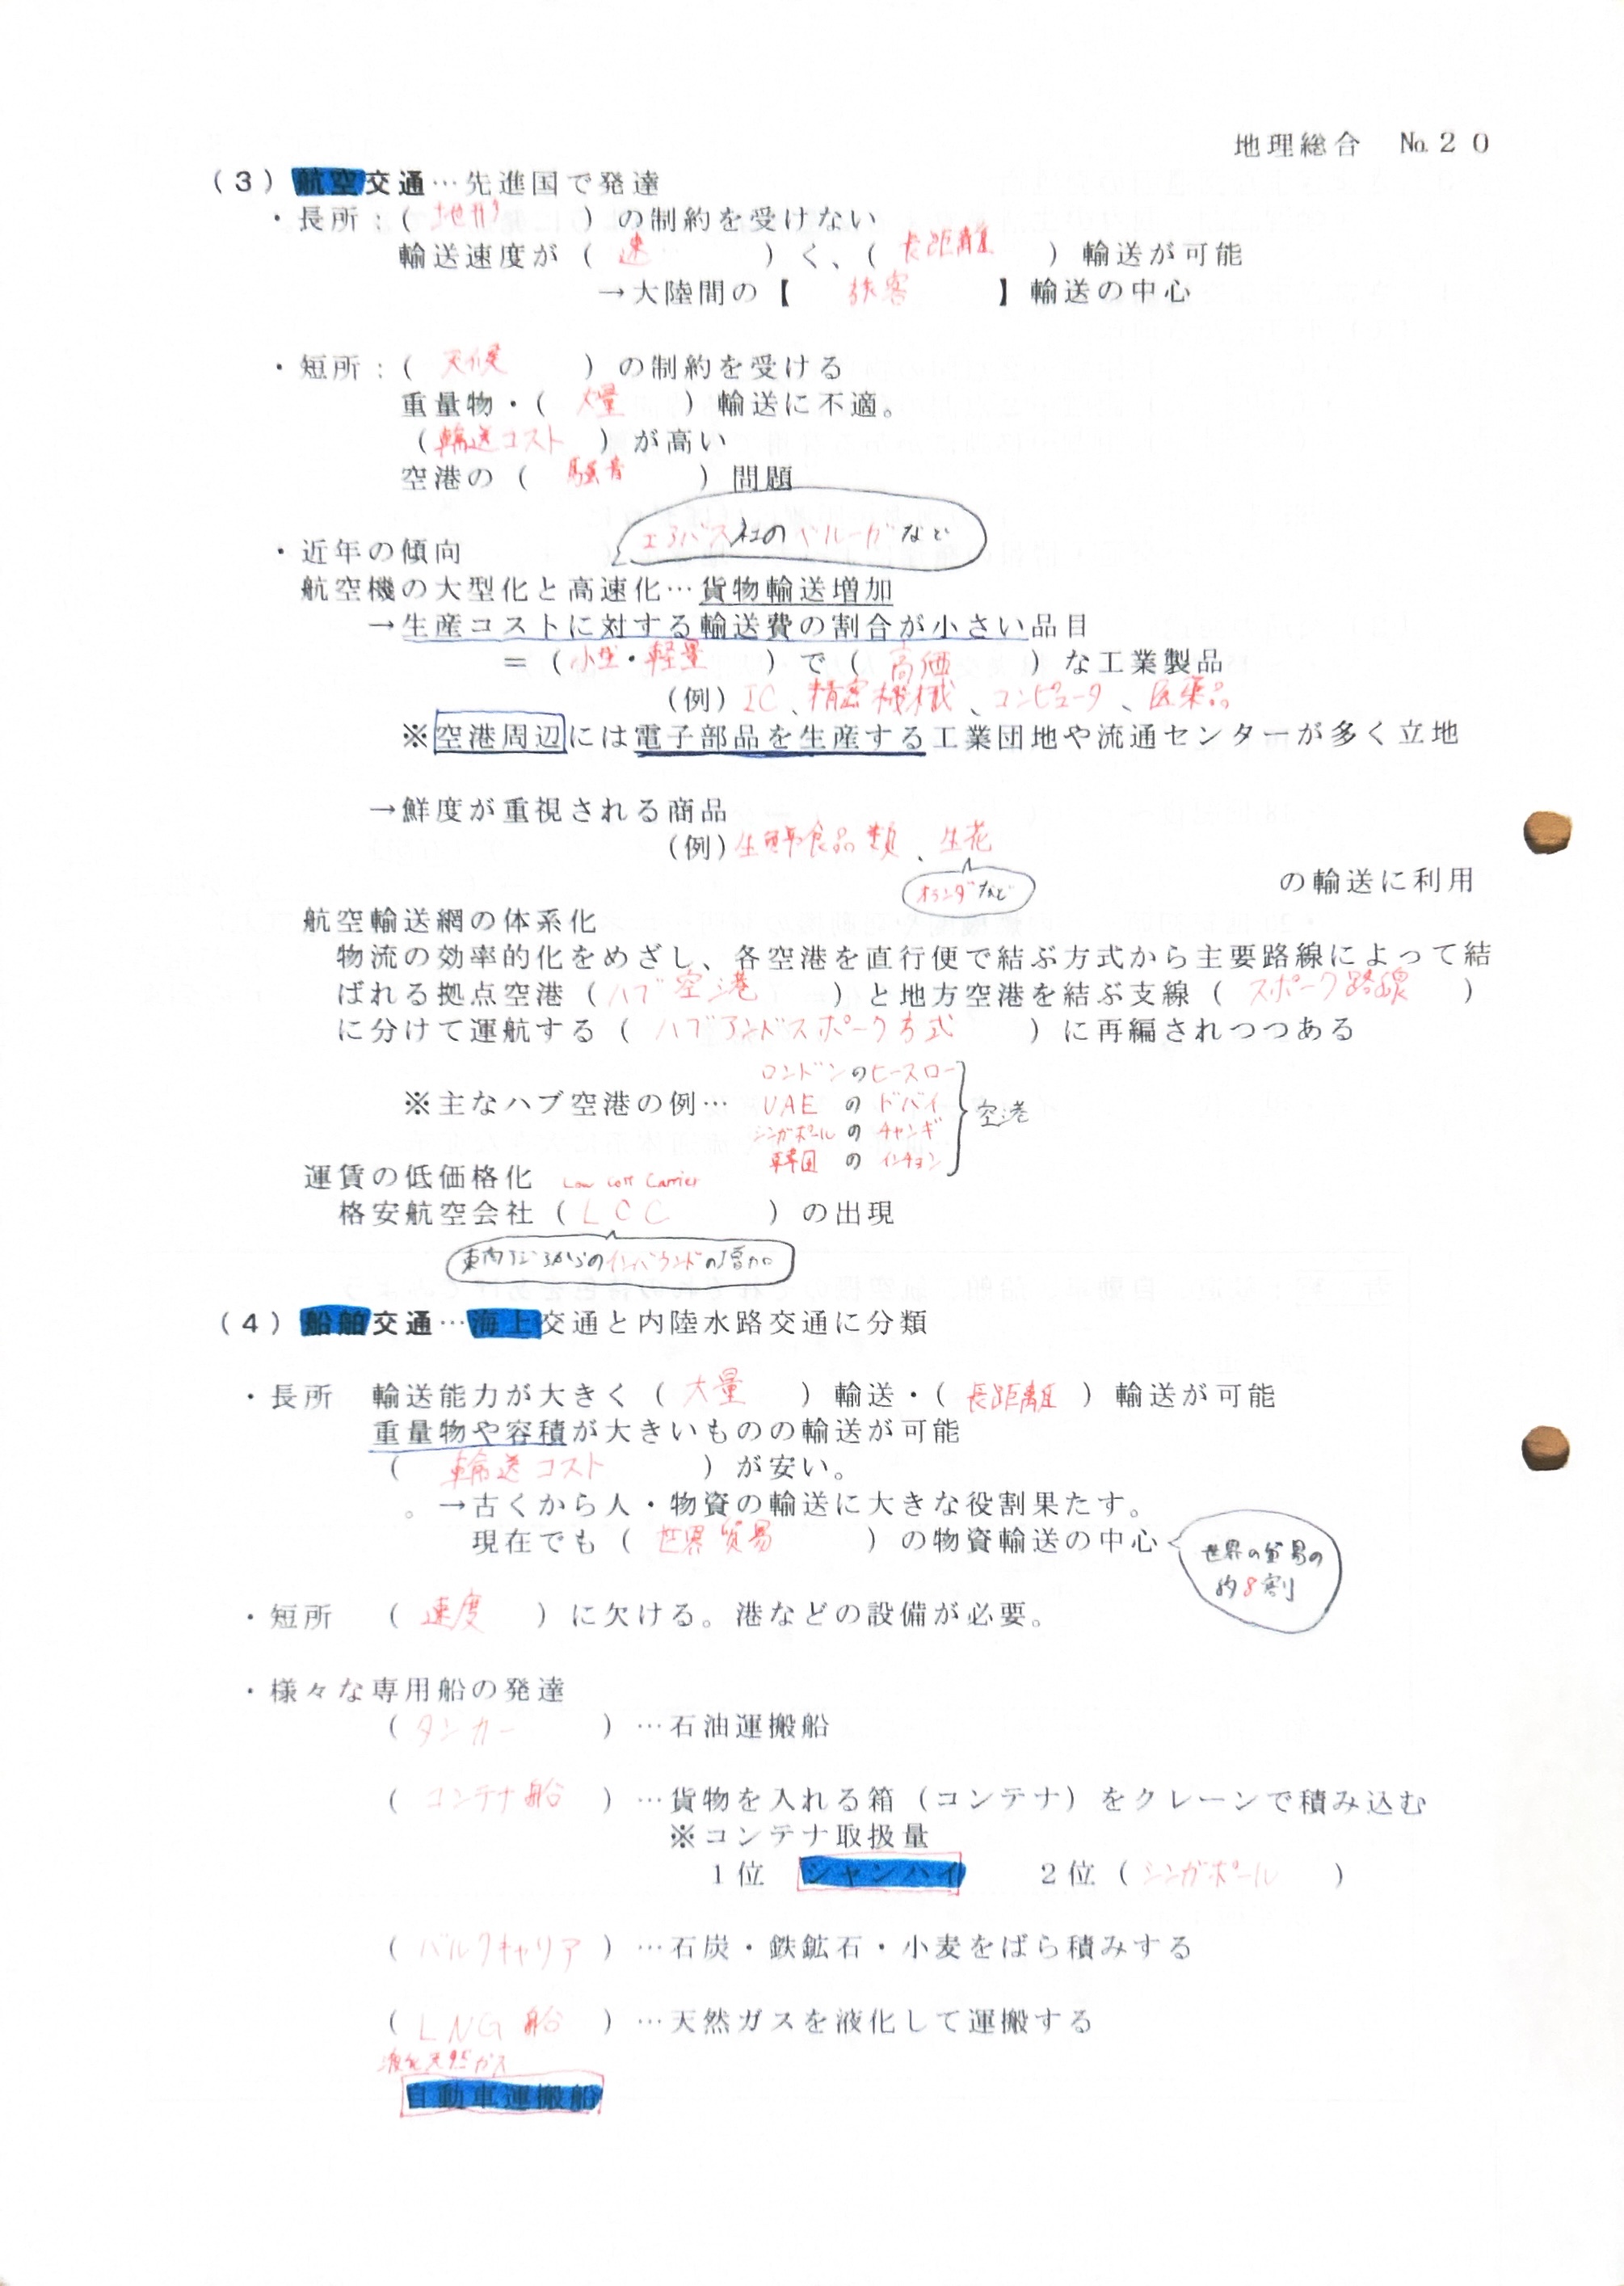 地理総合　№２０
（３）航空交通…先進国で発達
・長所：（　地形　）の制約を受けない
輸送速度が（　速　）く、（　長距離　）輸送が可能
→大陸間の【　旅客　】輸送の中心
・短所：（　天候　）の制約を受ける
重量物・（　大量　）輸送に不適。
（輸送コスト）が高い
空港の（　騒音　）問題
エアバス社のベルーガなど
・近年の傾向
航空機の大型化と高速化…貨物輸送増加
→生産コストに対する輸送費の割合が小さい品目
＝（小型・軽量　）で（　高価　）な工業製品
（例）IC、精密機械、コンピュータ、医薬品
※空港周辺には電子部品を生産する工業団地や流通センターが多く立地
→鮮度が重視される商品
（例）生鮮食品類、生花
オランダなど
の輸送に利用
航空輸送網の体系化
物流の効率的化をめざし、各空港を直行便で結ぶ方式から主要路線によって結
ばれる拠点空港（ハブ空港　）と地方空港を結ぶ支線（　スポーク路線　）
に分けて運航する（　ハブアンドスポーク方式　）に再編されつつある
ロンドンのヒースロー
※主なハブ空港の例…　UAE の ドバイ　空港
シンガポール の チャンギ
韓国 の インチョン
運賃の低価格化　Low Cost Carrier
格安航空会社（ LCC　）の出現
東南アジアからのインバウンドの増加
（４）船舶交通…海上交通と内陸水路交通に分類
・長所　輸送能力が大きく（　大量　）輸送・（　長距離　）輸送が可能
重量物や容積が大きいものの輸送が可能
（　輸送コスト　）が安い。
。→古くから人・物資の輸送に大きな役割果たす。
現在でも（　世界貿易　）の物資輸送の中心
世界の貿易の
約8割
・短所　（　速度　）に欠ける。港などの設備が必要。
・様々な専用船の発達
（　タンカー　）…石油運搬船
（　コンテナ船　）…貨物を入れる箱（コンテナ）をクレーンで積み込む
※コンテナ取扱量
１位　シャンハイ　２位（シンガポール　）
（　バルクキャリア　）…石炭・鉄鉱石・小麦をばら積みする
（　LNG船　）…天然ガスを液化して運搬する
液化天然ガス
自動車運搬船